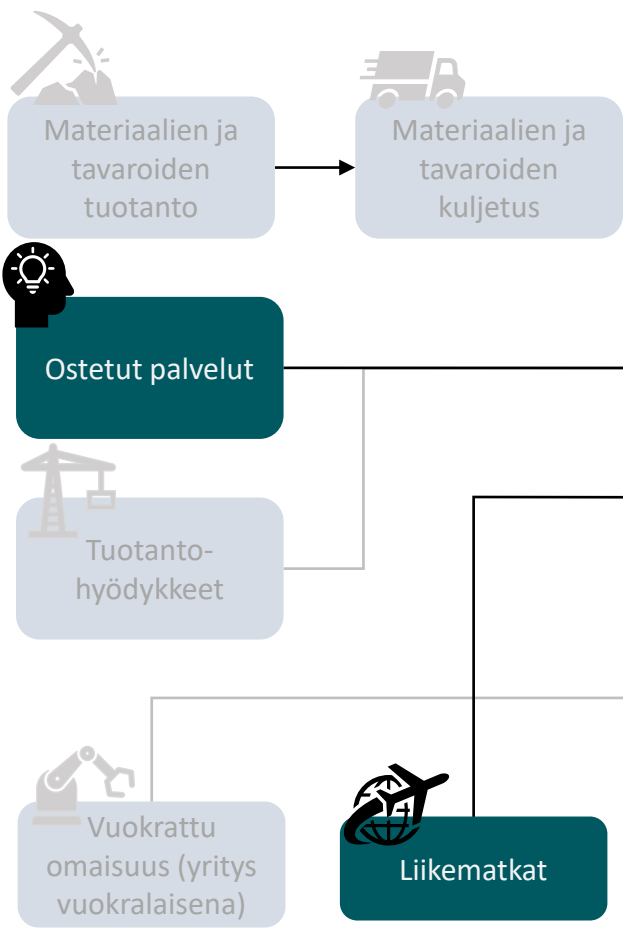 Materiaalien ja
tavaroiden
tuotanto
Materiaalien ja
tavaroiden
kuljetus
Ostetut palvelut
Tuotanto-
hyödykkeet
Vuokrattu
omaisuus (yritys
vuokralaisena)
Liikematkat